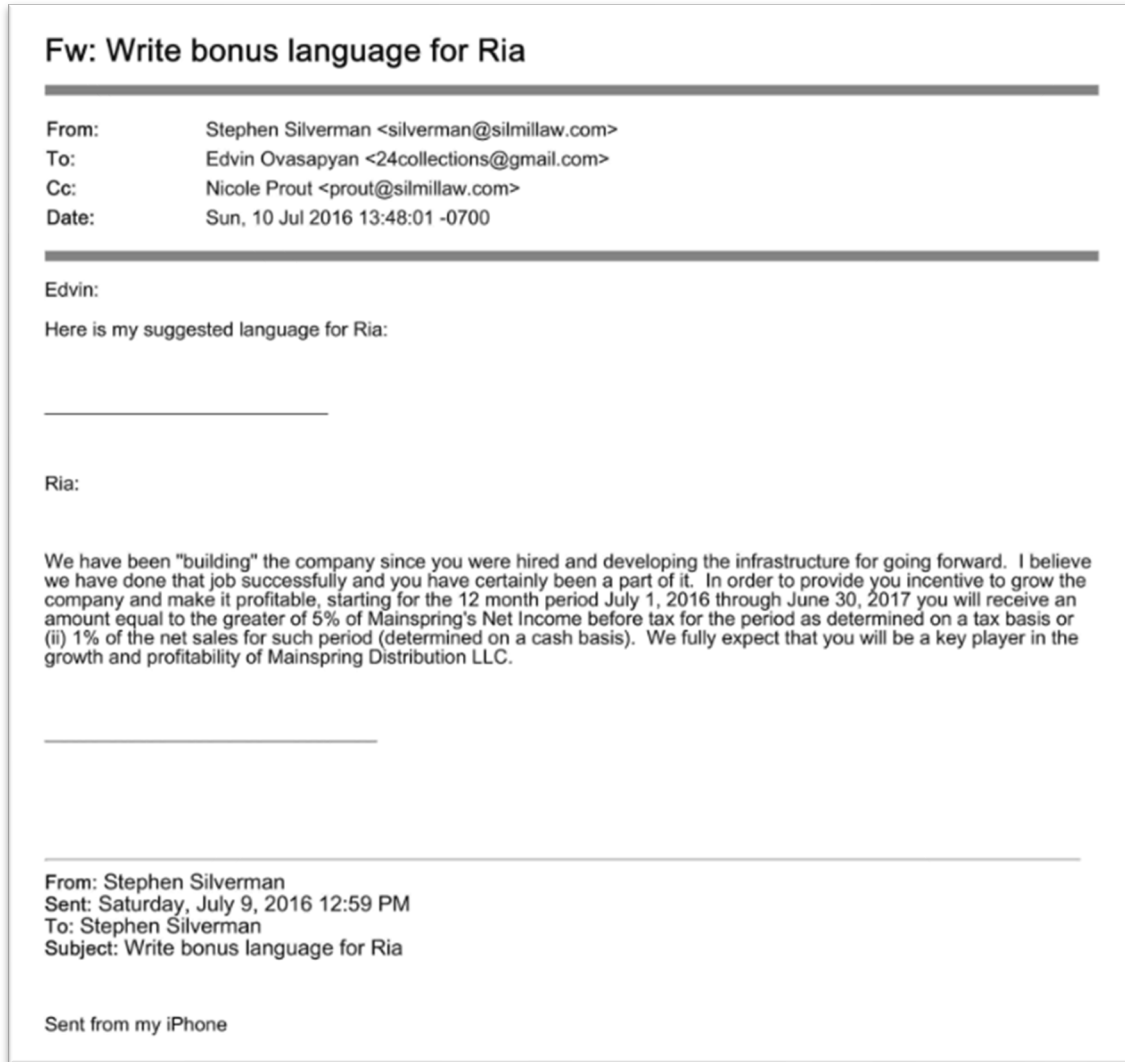 Fw: Write bonus language for Ria
From: Stephen Silverman <silverman@silmillaw.com>
To: Edvin Ovasapyan <24collections@gmail.com>
Cc: Nicole Prout <prout@silmillaw.com>
Date: Sun, 10 Jul 2016 13:48:01 -0700
Edvin:
Here is my suggested language for Ria:
Ria:
We have been "building" the company since you were hired and developing the infrastructure for going forward.  I believe
we have done that job successfully and you have certainly been a part of it.  In order to provide you incentive to grow the
company and make it profitable, starting for the 12 month period July 1, 2016 through June 30, 2017 you will receive an
amount equal to the greater of 5% of Mainspring's Net Income before tax for the period as determined on a tax basis or
(ii) 1% of the net sales for such period (determined on a cash basis).  We fully expect that you will be a key player in the
growth and profitability of Mainspring Distribution LLC.
From: Stephen Silverman
Sent: Saturday, July 9, 2016 12:59 PM
To: Stephen Silverman
Subject: Write bonus language for Ria
Sent from my iPhone